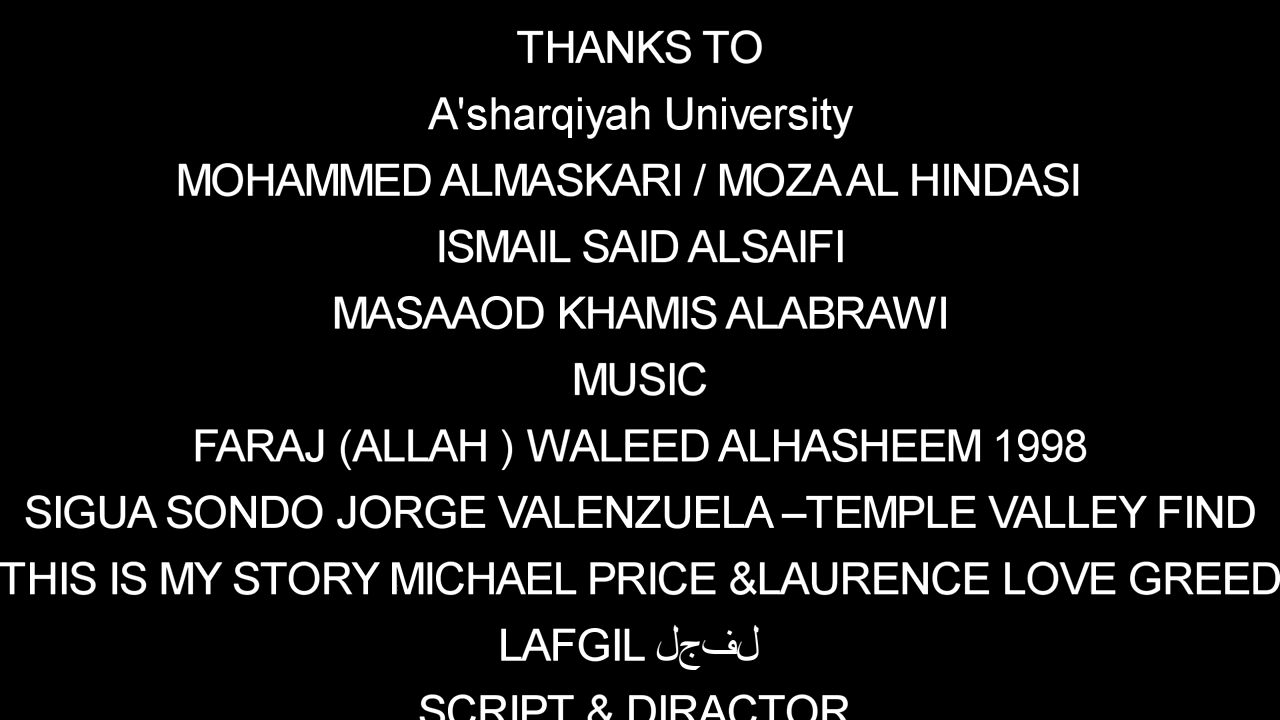 THANKS TO
A'sharqiyah University
MOHAMMED ALMASKARI / MOZA AL HINDASI
ISMAIL SAID ALSAIFI
MASAAOD KHAMIS ALABRAWI
MUSIC
FARAJ (ALLAH ) WALEED ALHASHEEM 1998
SIGUA SONDO JORGE VALENZUELA –TEMPLE VALLEY FIND
THIS IS MY STORY MICHAEL PRICE &LAURENCE LOVE GREED
LAFGIL لفجل
SCRIPT & DIRACTOR